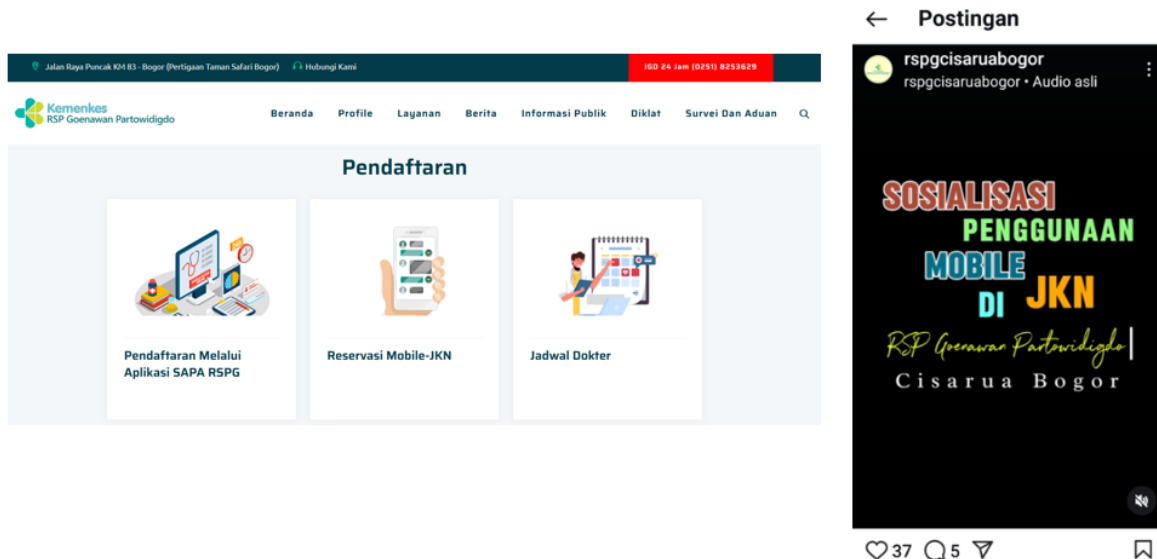 Jalan Raya Puncak KM 83 - Bogor (Pertigaan Taman Safari Bogor) Hubungi Kami IGD 24 Jam (0251) 8253629
Kemenkes
RSP Goenawan Partowidigdo
Beranda Profile Layanan Berita Informasi Publik Diklat Survei Dan Aduan
Pendaftaran
Pendaftaran Melalui
Aplikasi SAPA RSPG
Reservasi Mobile-JKN
Jadwal Dokter
Postingan
rspgcisaruabogor
rspgcisaruabogor • Audio asli
SOSIALISASI
PENGGUNAAN
MOBILE
DI JKN
RSP Goenawan Partowidigdo
Cisarua Bogor
37 5